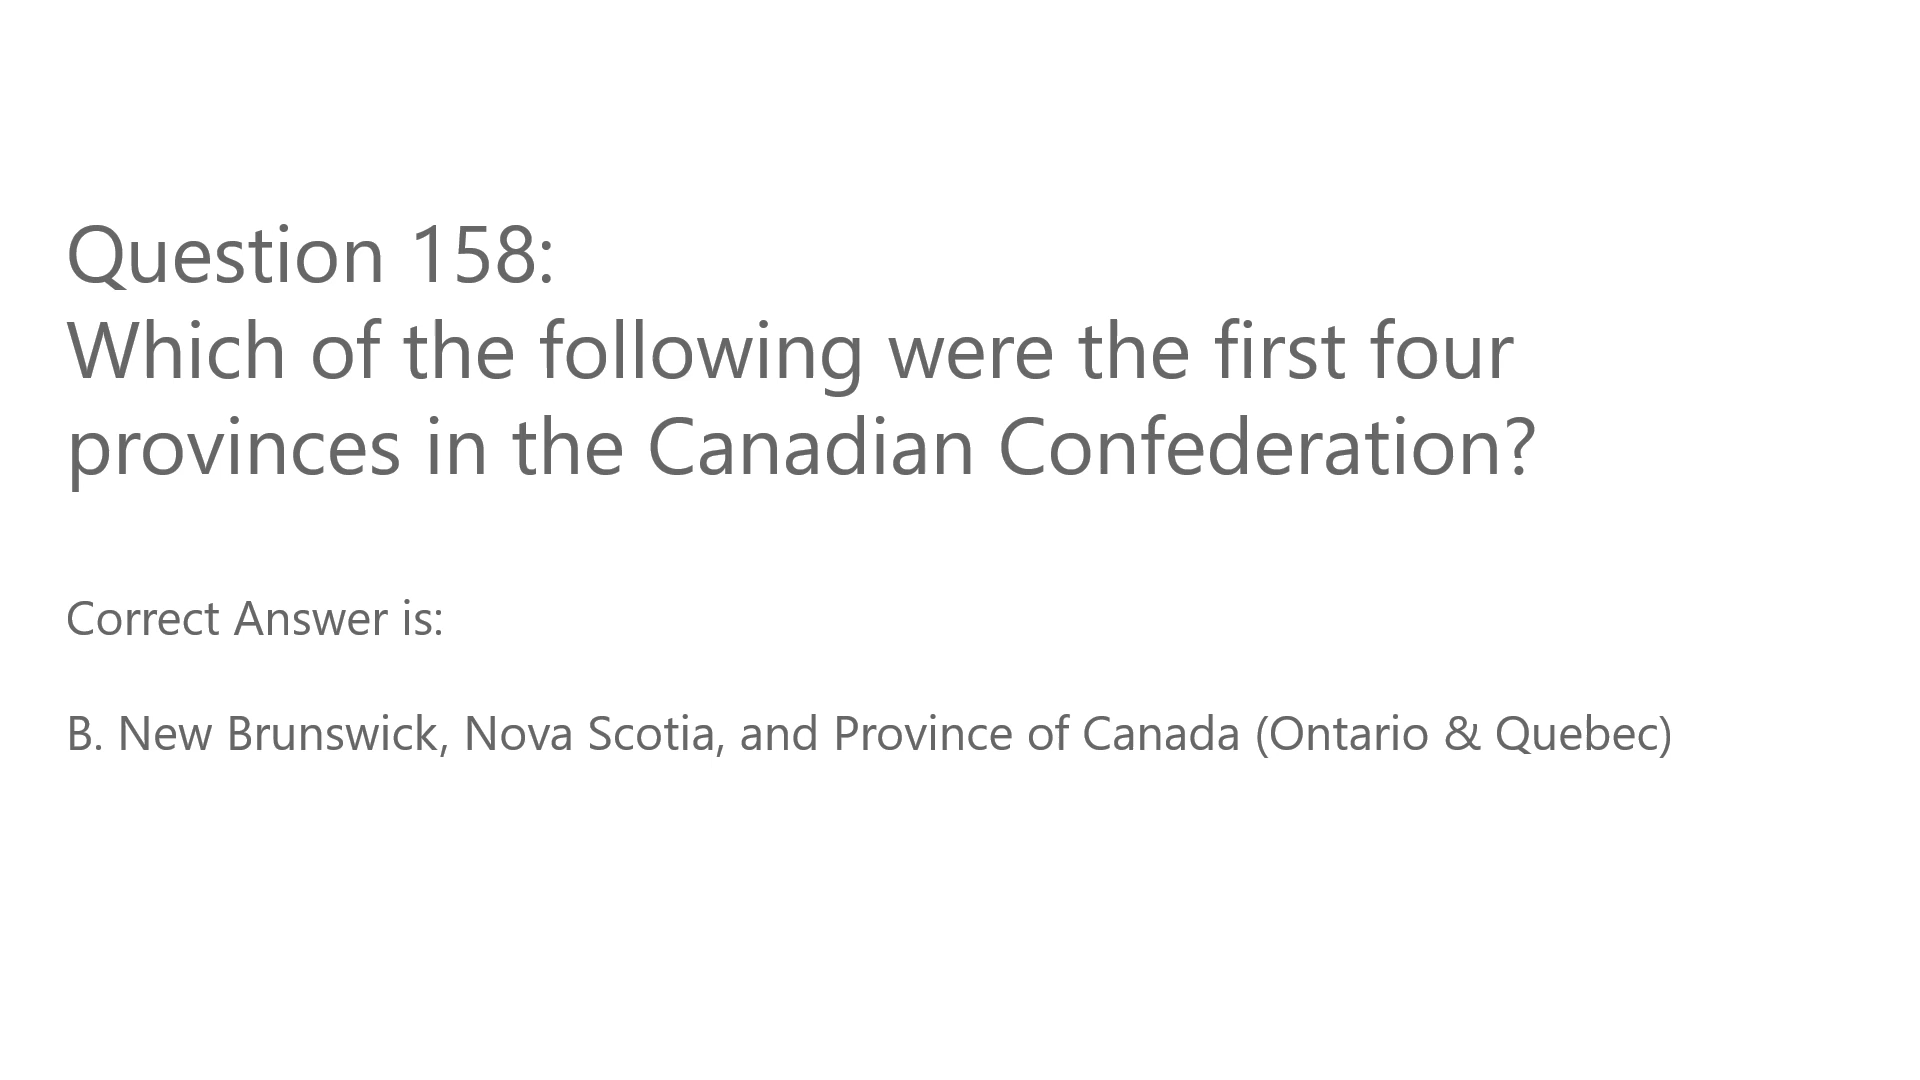 Question 158:
Which of the following were the first four
provinces in the Canadian Confederation?
Correct Answer is:
B. New Brunswick, Nova Scotia, and Province of Canada (Ontario & Quebec)